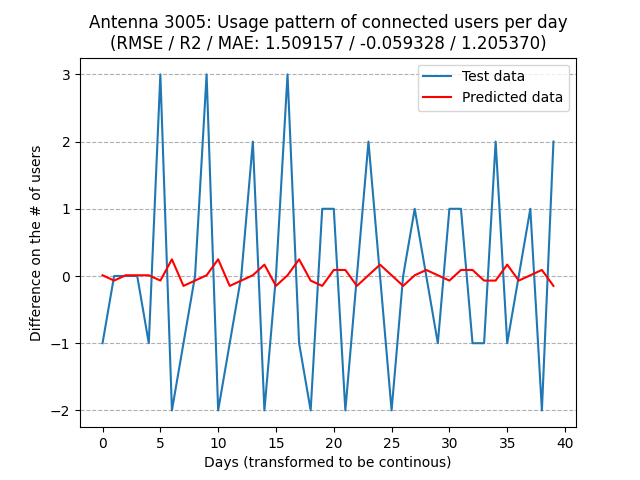 Antenna 3005: Usage pattern of connected users per day
(RMSE / R2 / MAE: 1.509157 / -0.059328 / 1.205370)
Test data
Predicted data
Difference on the # of users
3
2
1
0
−1
−2
0 5 10 15 20 25 30 35 40
Days (transformed to be continous)